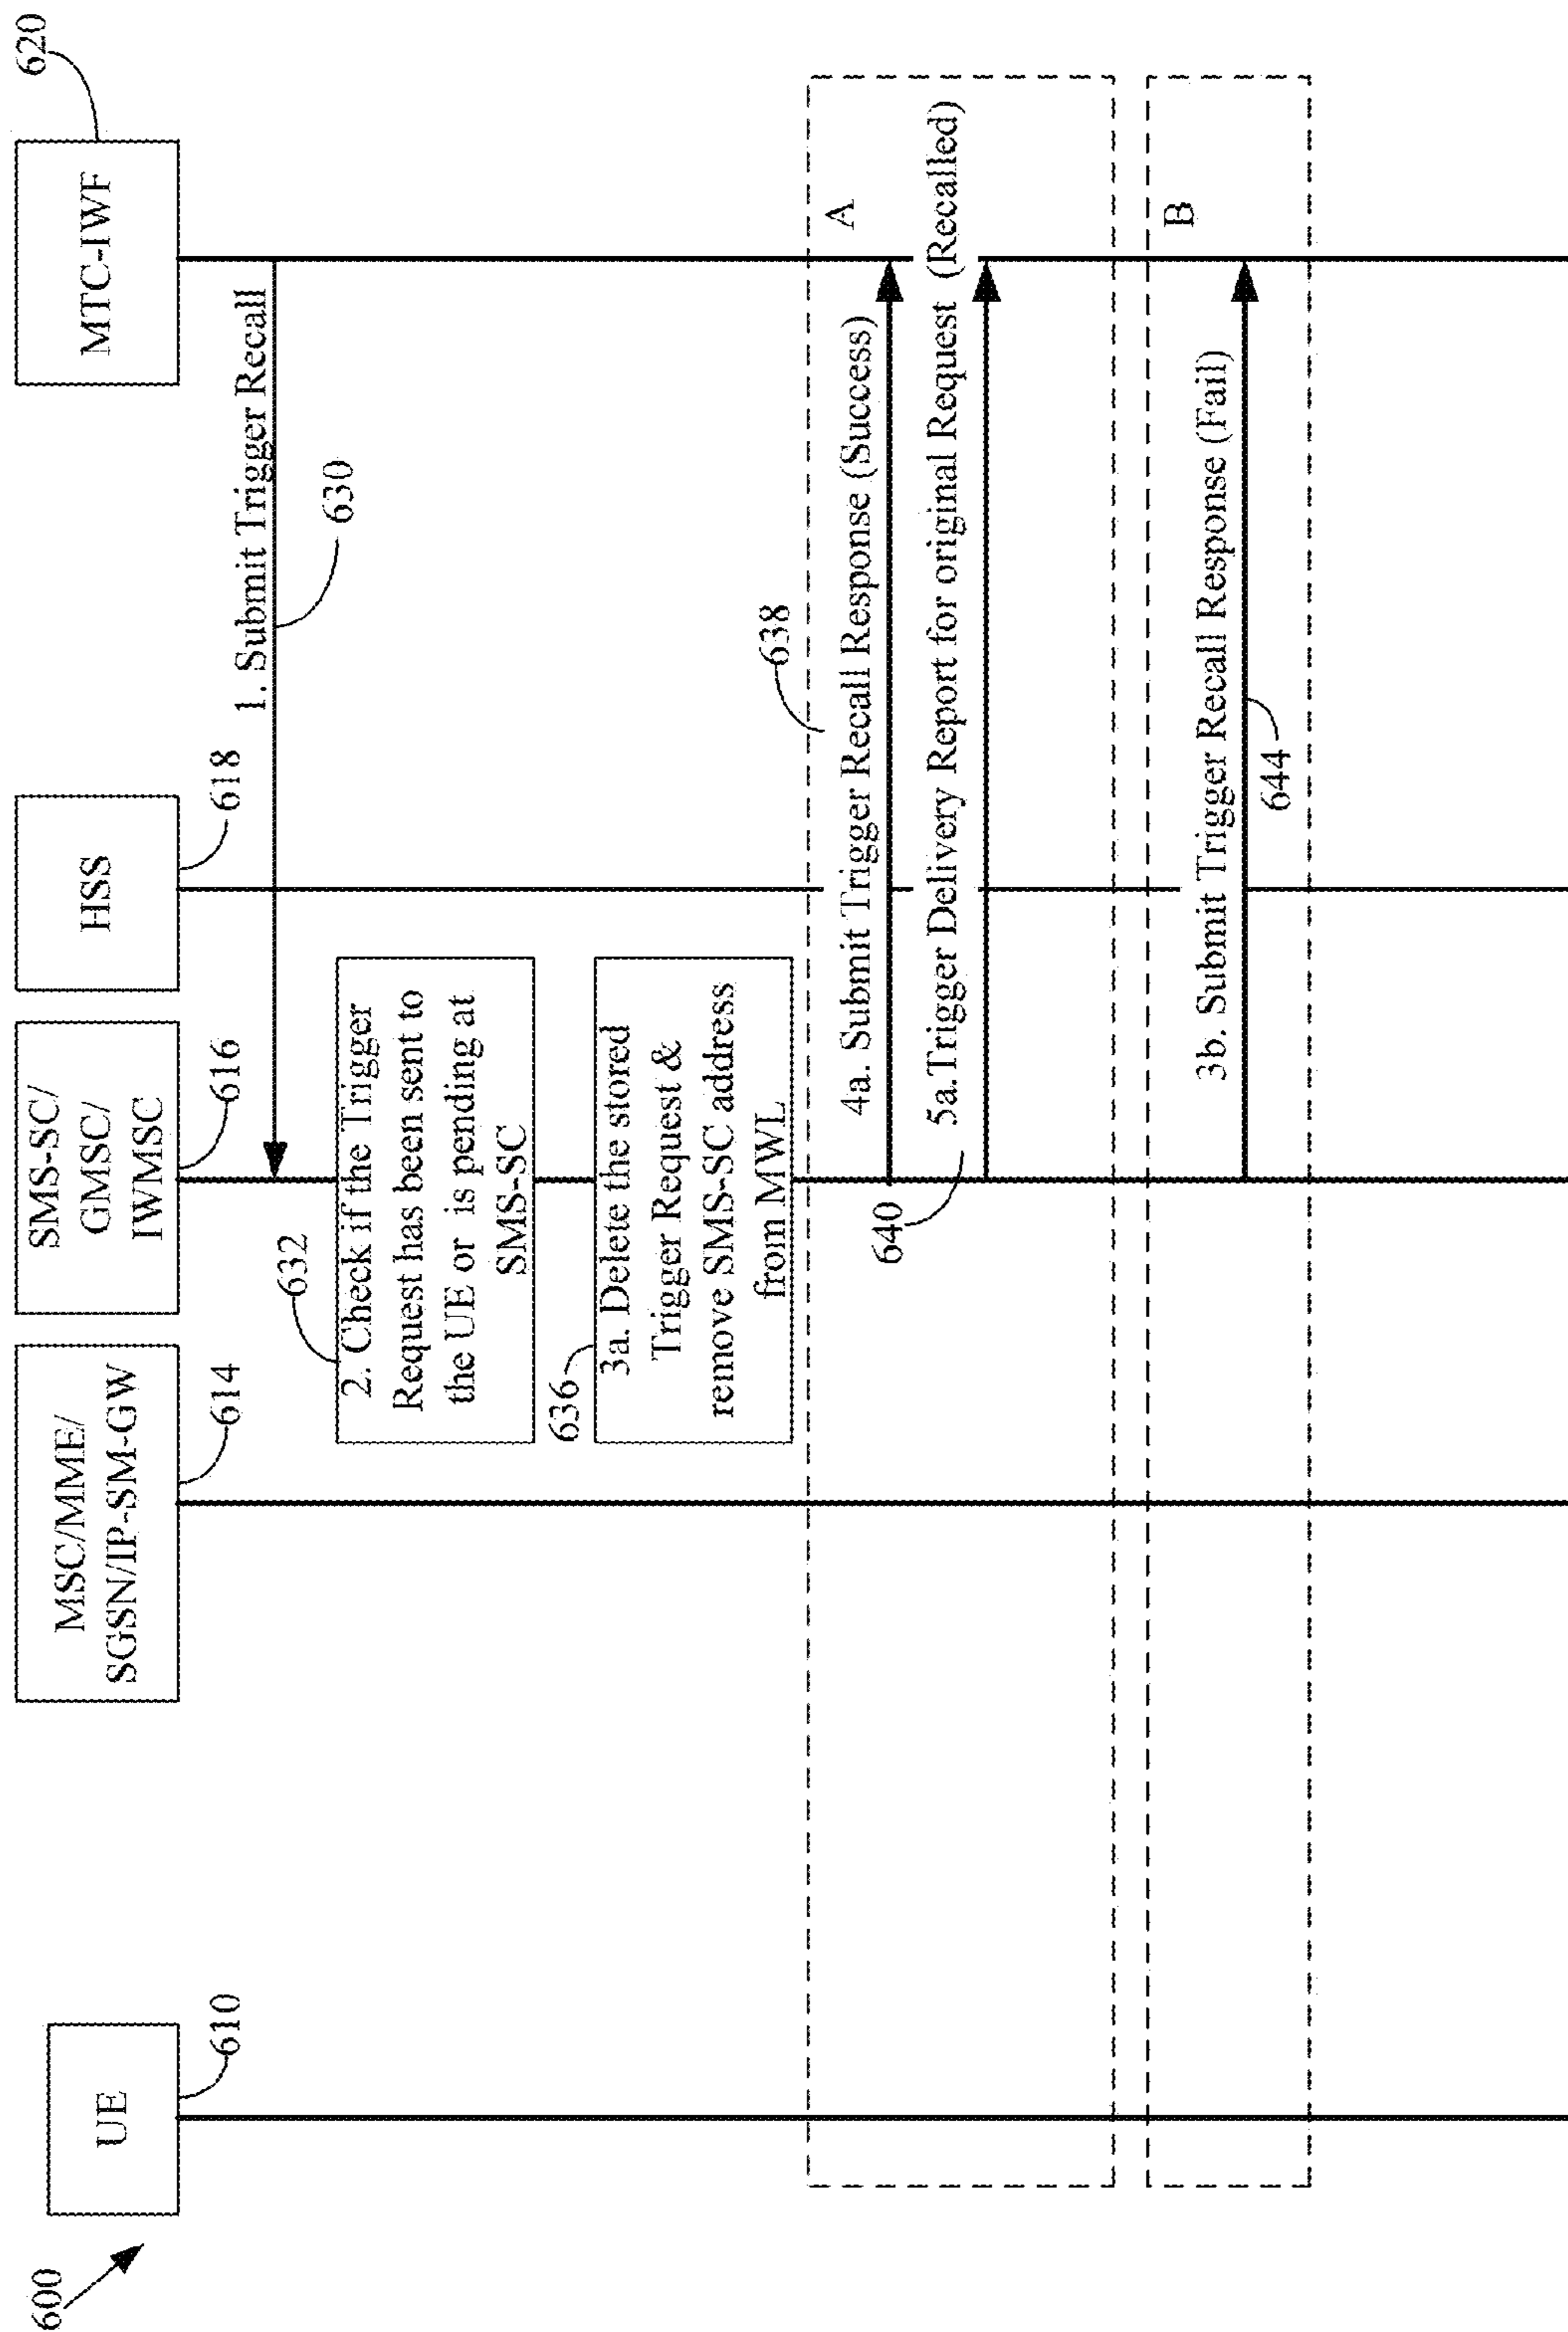 600
UE
610
MSC/MME/
SGSN/IP-SM-GW
614
SMS-SC/
GMSC/
IWMSC
616
HSS
618
MTC-IWF
620
1. Submit Trigger Recall
630
632
2. Check if the Trigger
Request has been sent to
the UE or is pending at
SMS-SC
636
3a. Delete the stored
Trigger Request &
remove SMS-SC address
from MWL
638
A
4a. Submit Trigger Recall Response (Success)
640
5a.Trigger Delivery Report for original Request (Recalled)
B
3b. Submit Trigger Recall Response (Fail)
644